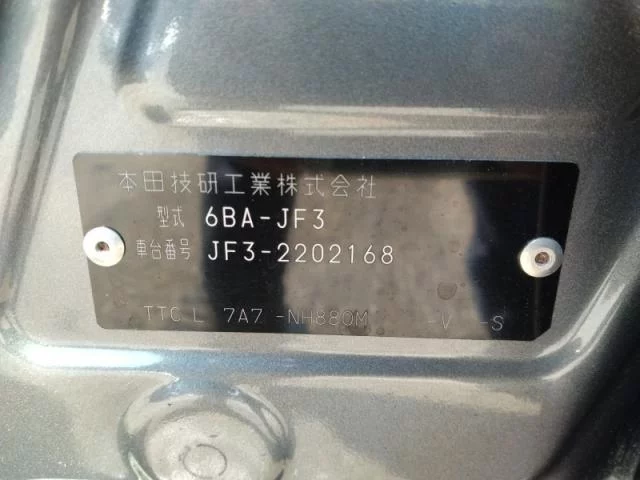 本田技研工業株式会社
型式 6BA-JF3
車台番号 JF3-2202168
TTC L 7A7 -NH880M -V -S